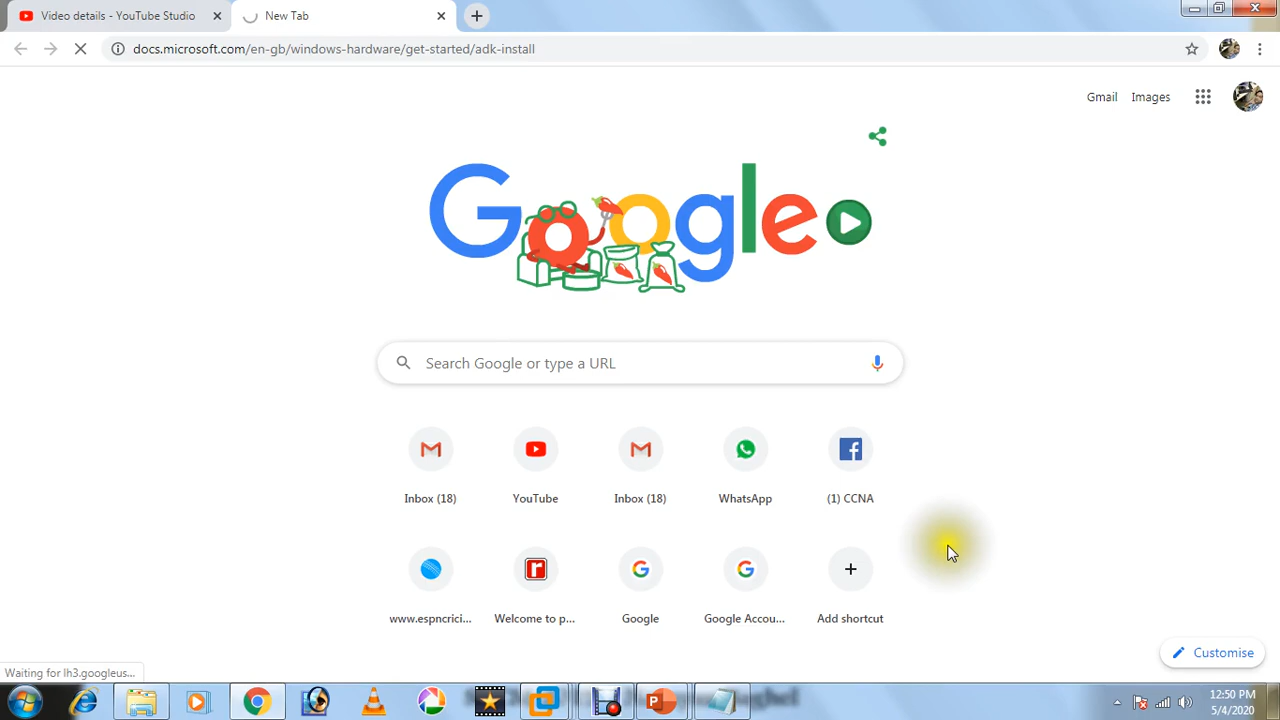 Video details - YouTube Studio
New Tab
docs.microsoft.com/en-gb/windows-hardware/get-started/adk-install
Gmail
Images
Google
Search Google or type a URL
Inbox (18)
YouTube
Inbox (18)
WhatsApp
(1) CCNA
www.espncrici...
Welcome to p...
Google
Google Accou...
Add shortcut
Customise
Waiting for lh3.googleus...
12:50 PM
5/4/2020